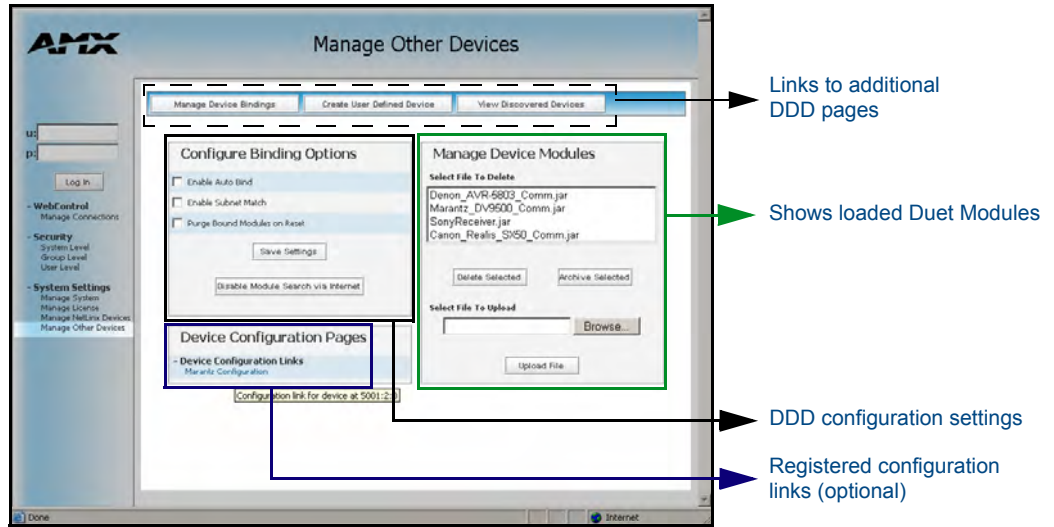 AMX
Manage Other Devices
Manage Device Bindings
Create User Defined Device
View Discovered Devices
Links to additional
DDD pages
u:
p:
Log In
- WebControl
Manage Connections
- Security
System Level
Group Level
User Level
- System Settings
Manage System
Manage License
Manage NetLinx Devices
Manage Other Devices
Configure Binding Options
Enable Auto Bind
Enable Subnet Match
Purge Bound Modules on Reset
Save Settings
Disable Module Search via Internet
Device Configuration Pages
- Device Configuration Links
Marantz Configuration
Configuration link for device at 5001:2:0
Manage Device Modules
Select File To Delete
Denon_AVR-5803_Comm.jar
Marantz_DV9500_Comm.jar
SonyReceiver.jar
Canon_Realis_SX50_Comm.jar
Delete Selected
Archive Selected
Select File To Upload
Browse...
Upload File
Shows loaded Duet Modules
DDD configuration settings
Registered configuration
links (optional)
Done
Internet